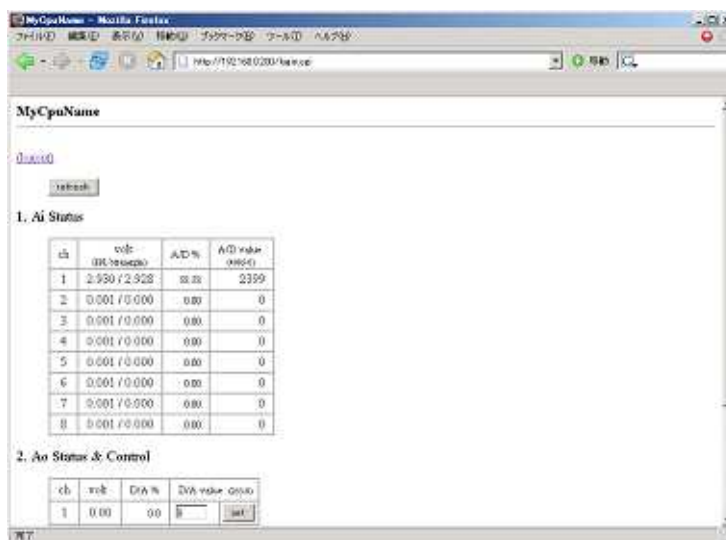 MyCpuName - Mozilla Firefox
ファイル(F) 編集(E) 表示(V) 移動(G) ブックマーク(B) ツール(T) ヘルプ(H)
移動
MyCpuName
(logout)
refresh
1. Ai Status
ch volt A/D % A/D value
1 2.930 / 2.928 2399
2 0.001 / 0.000 0.00 0
3 0.001 / 0.000 0.00 0
4 0.001 / 0.000 0.00 0
5 0.001 / 0.000 0.00 0
6 0.001 / 0.000 0.00 0
7 0.001 / 0.000 0.00 0
8 0.001 / 0.000 0.00 0
2. Ao Status & Control
ch volt D/A % D/A value
1 0.00 0.0 set
完了